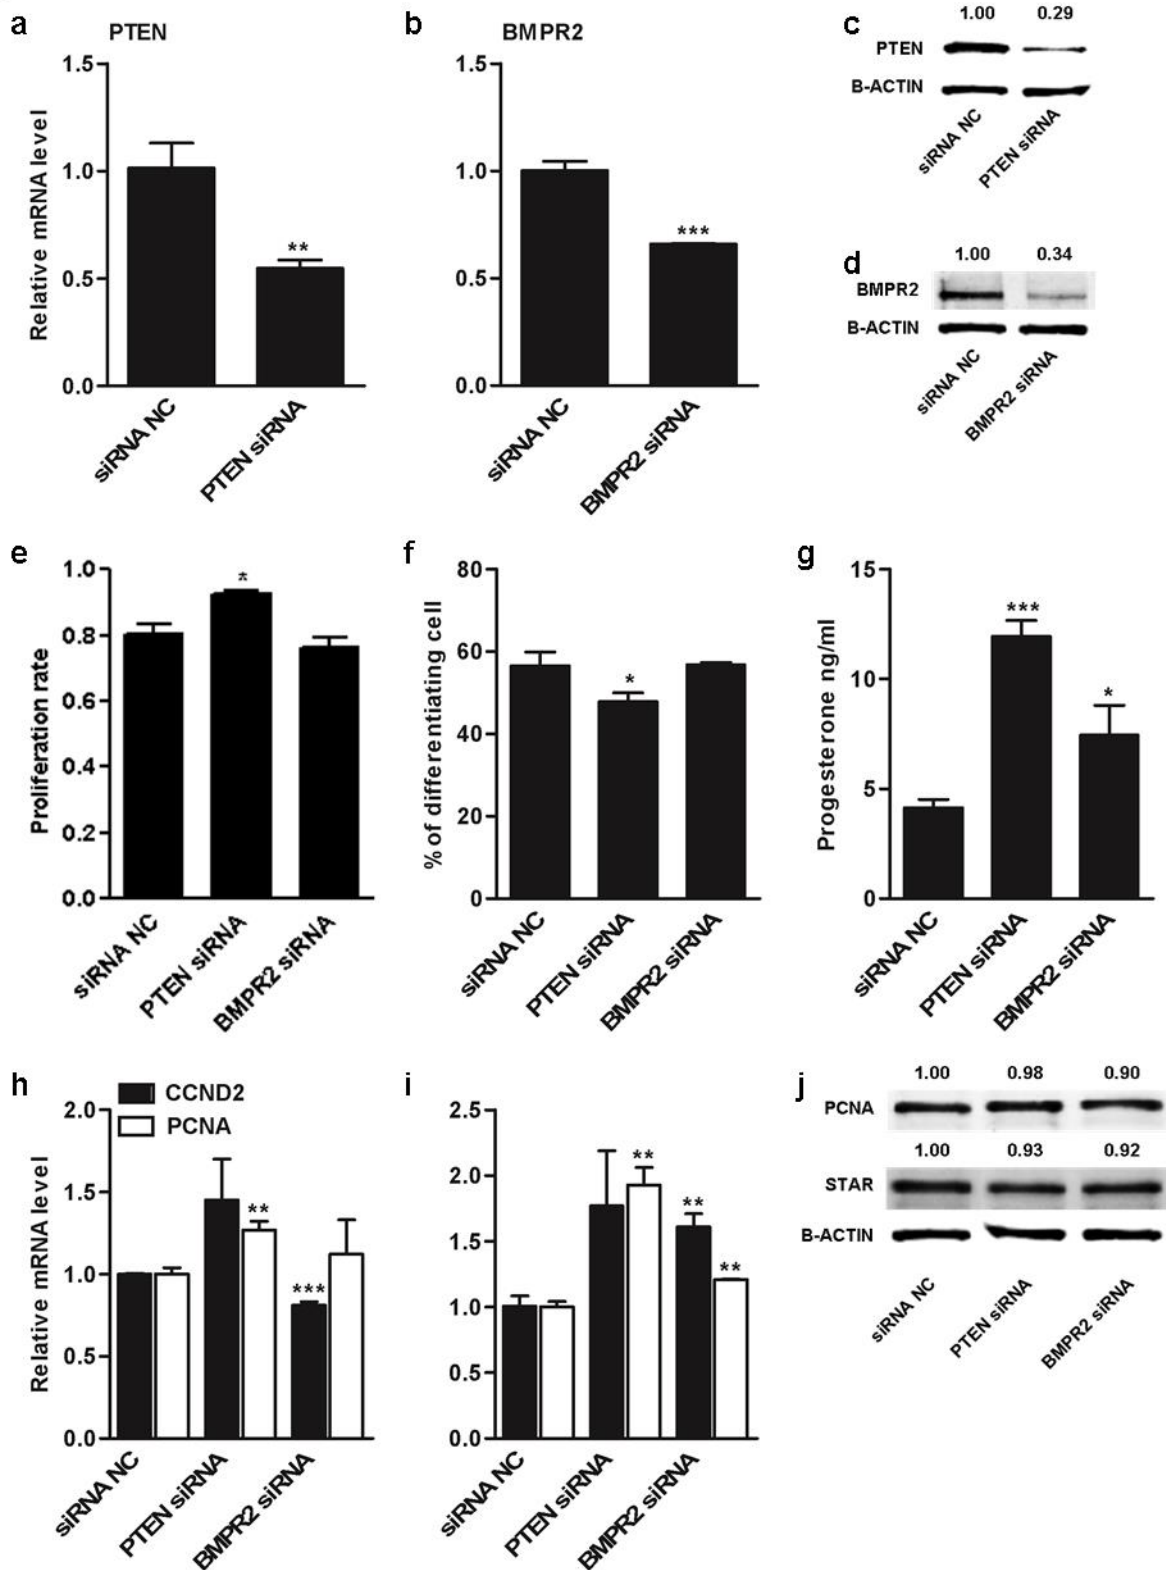 a PTEN
Relative mRNA level
1.5
1.0
0.5
0.0
**
siRNA NC
PTEN siRNA
b BMPR2
1.5
1.0
0.5
0.0
***
siRNA NC
BMPR2 siRNA
c
1.00 0.29
PTEN
B-ACTIN
siRNA NC
PTEN siRNA
d
1.00 0.34
BMPR2
B-ACTIN
siRNA NC
BMPR2 siRNA
e
Proliferation rate
1.0
0.8
0.6
0.4
0.2
0.0
*
siRNA NC
PTEN siRNA
BMPR2 siRNA
f
% of differentiating cell
80
60
40
20
0
*
siRNA NC
PTEN siRNA
BMPR2 siRNA
g
Progesterone ng/ml
15
10
5
0
***
*
siRNA NC
PTEN siRNA
BMPR2 siRNA
h
CCND2
PCNA
Relative mRNA level
2.0
1.5
1.0
0.5
0.0
**
***
siRNA NC
PTEN siRNA
BMPR2 siRNA
i
2.5
2.0
1.5
1.0
0.5
0.0
**
**
**
siRNA NC
PTEN siRNA
BMPR2 siRNA
j
1.00 0.98 0.90
PCNA
1.00 0.93 0.92
STAR
B-ACTIN
siRNA NC
PTEN siRNA
BMPR2 siRNA